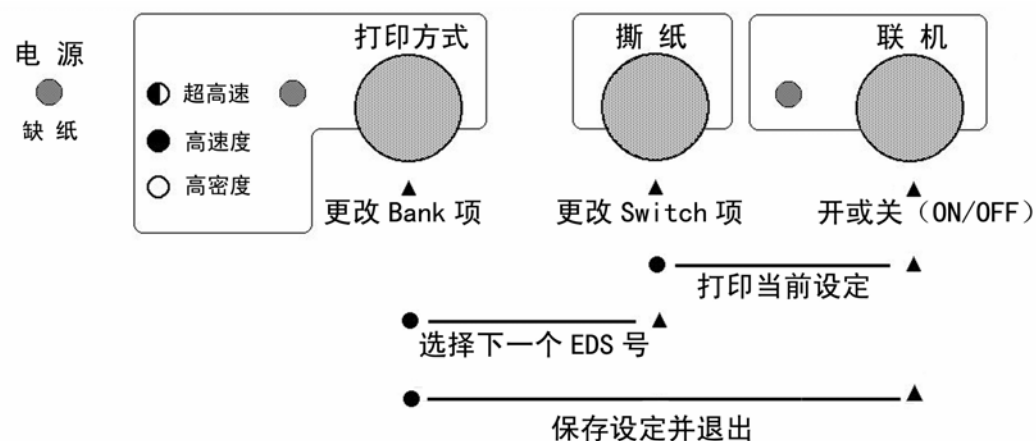 电 源
缺 纸
打印方式
超高速
高速度
高密度
撕 纸
联 机
更改 Bank 项
更改 Switch 项
开或关（ON/OFF）
打印当前设定
选择下一个 EDS 号
保存设定并退出